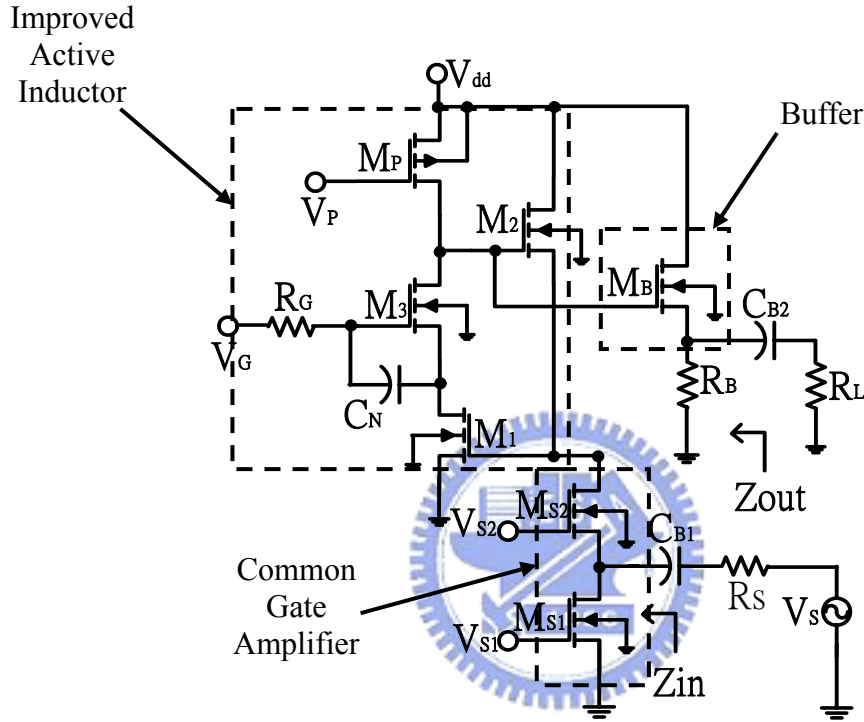 Improved
Active
Inductor
Vdd
Buffer
MP
VP
M2
MB
RG
M3
CB2
VG
CN
RB
RL
M1
Zout
VS2
MS2
CB1
Common
Gate
Amplifier
RS
VS
VS1
MS1
Zin